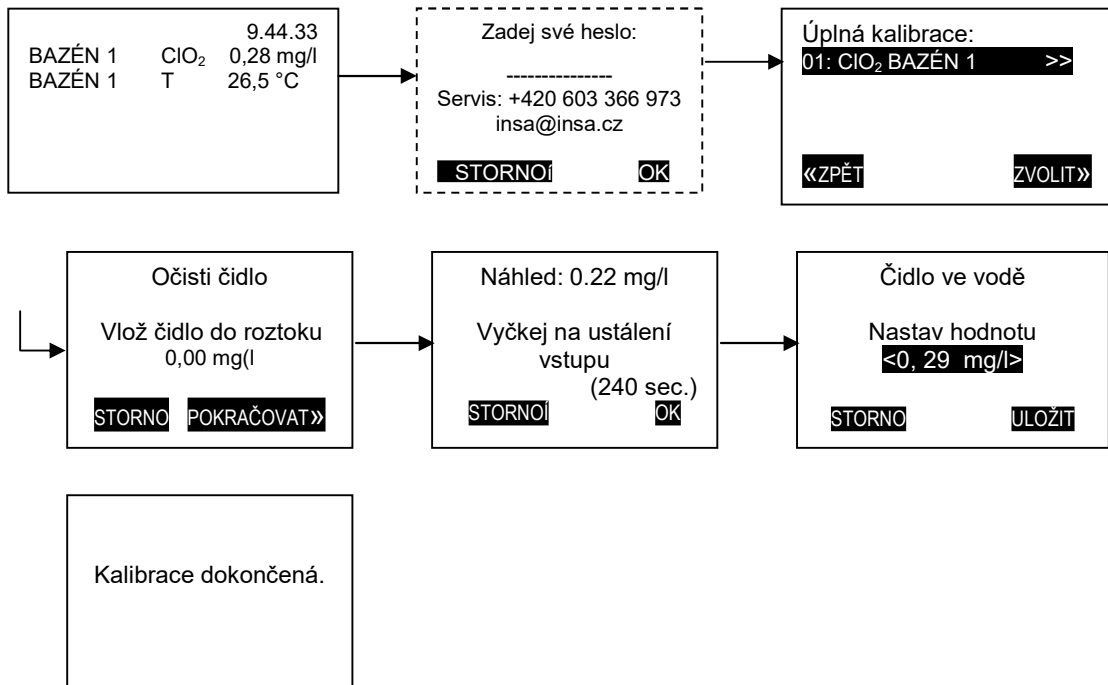 9.44.33
BAZÉN 1 ClO₂ 0,28 mg/l
BAZÉN 1 T 26,5 °C
Zadej své heslo:
---------------
Servis: +420 603 366 973
insa@insa.cz
STORNOí OK
Úplná kalibrace:
01: ClO₂ BAZÉN 1 >>
«ZPĚT ZVOLIT»
Očisti čidlo
Vlož čidlo do roztoku
0,00 mg(l
STORNO POKRAČOVAT»
Náhled: 0.22 mg/l
Vyčkej na ustálení
vstupu
(240 sec.)
STORNOÍ OK
Čidlo ve vodě
Nastav hodnotu
<0, 29 mg/l>
STORNO ULOŽIT
Kalibrace dokončená.